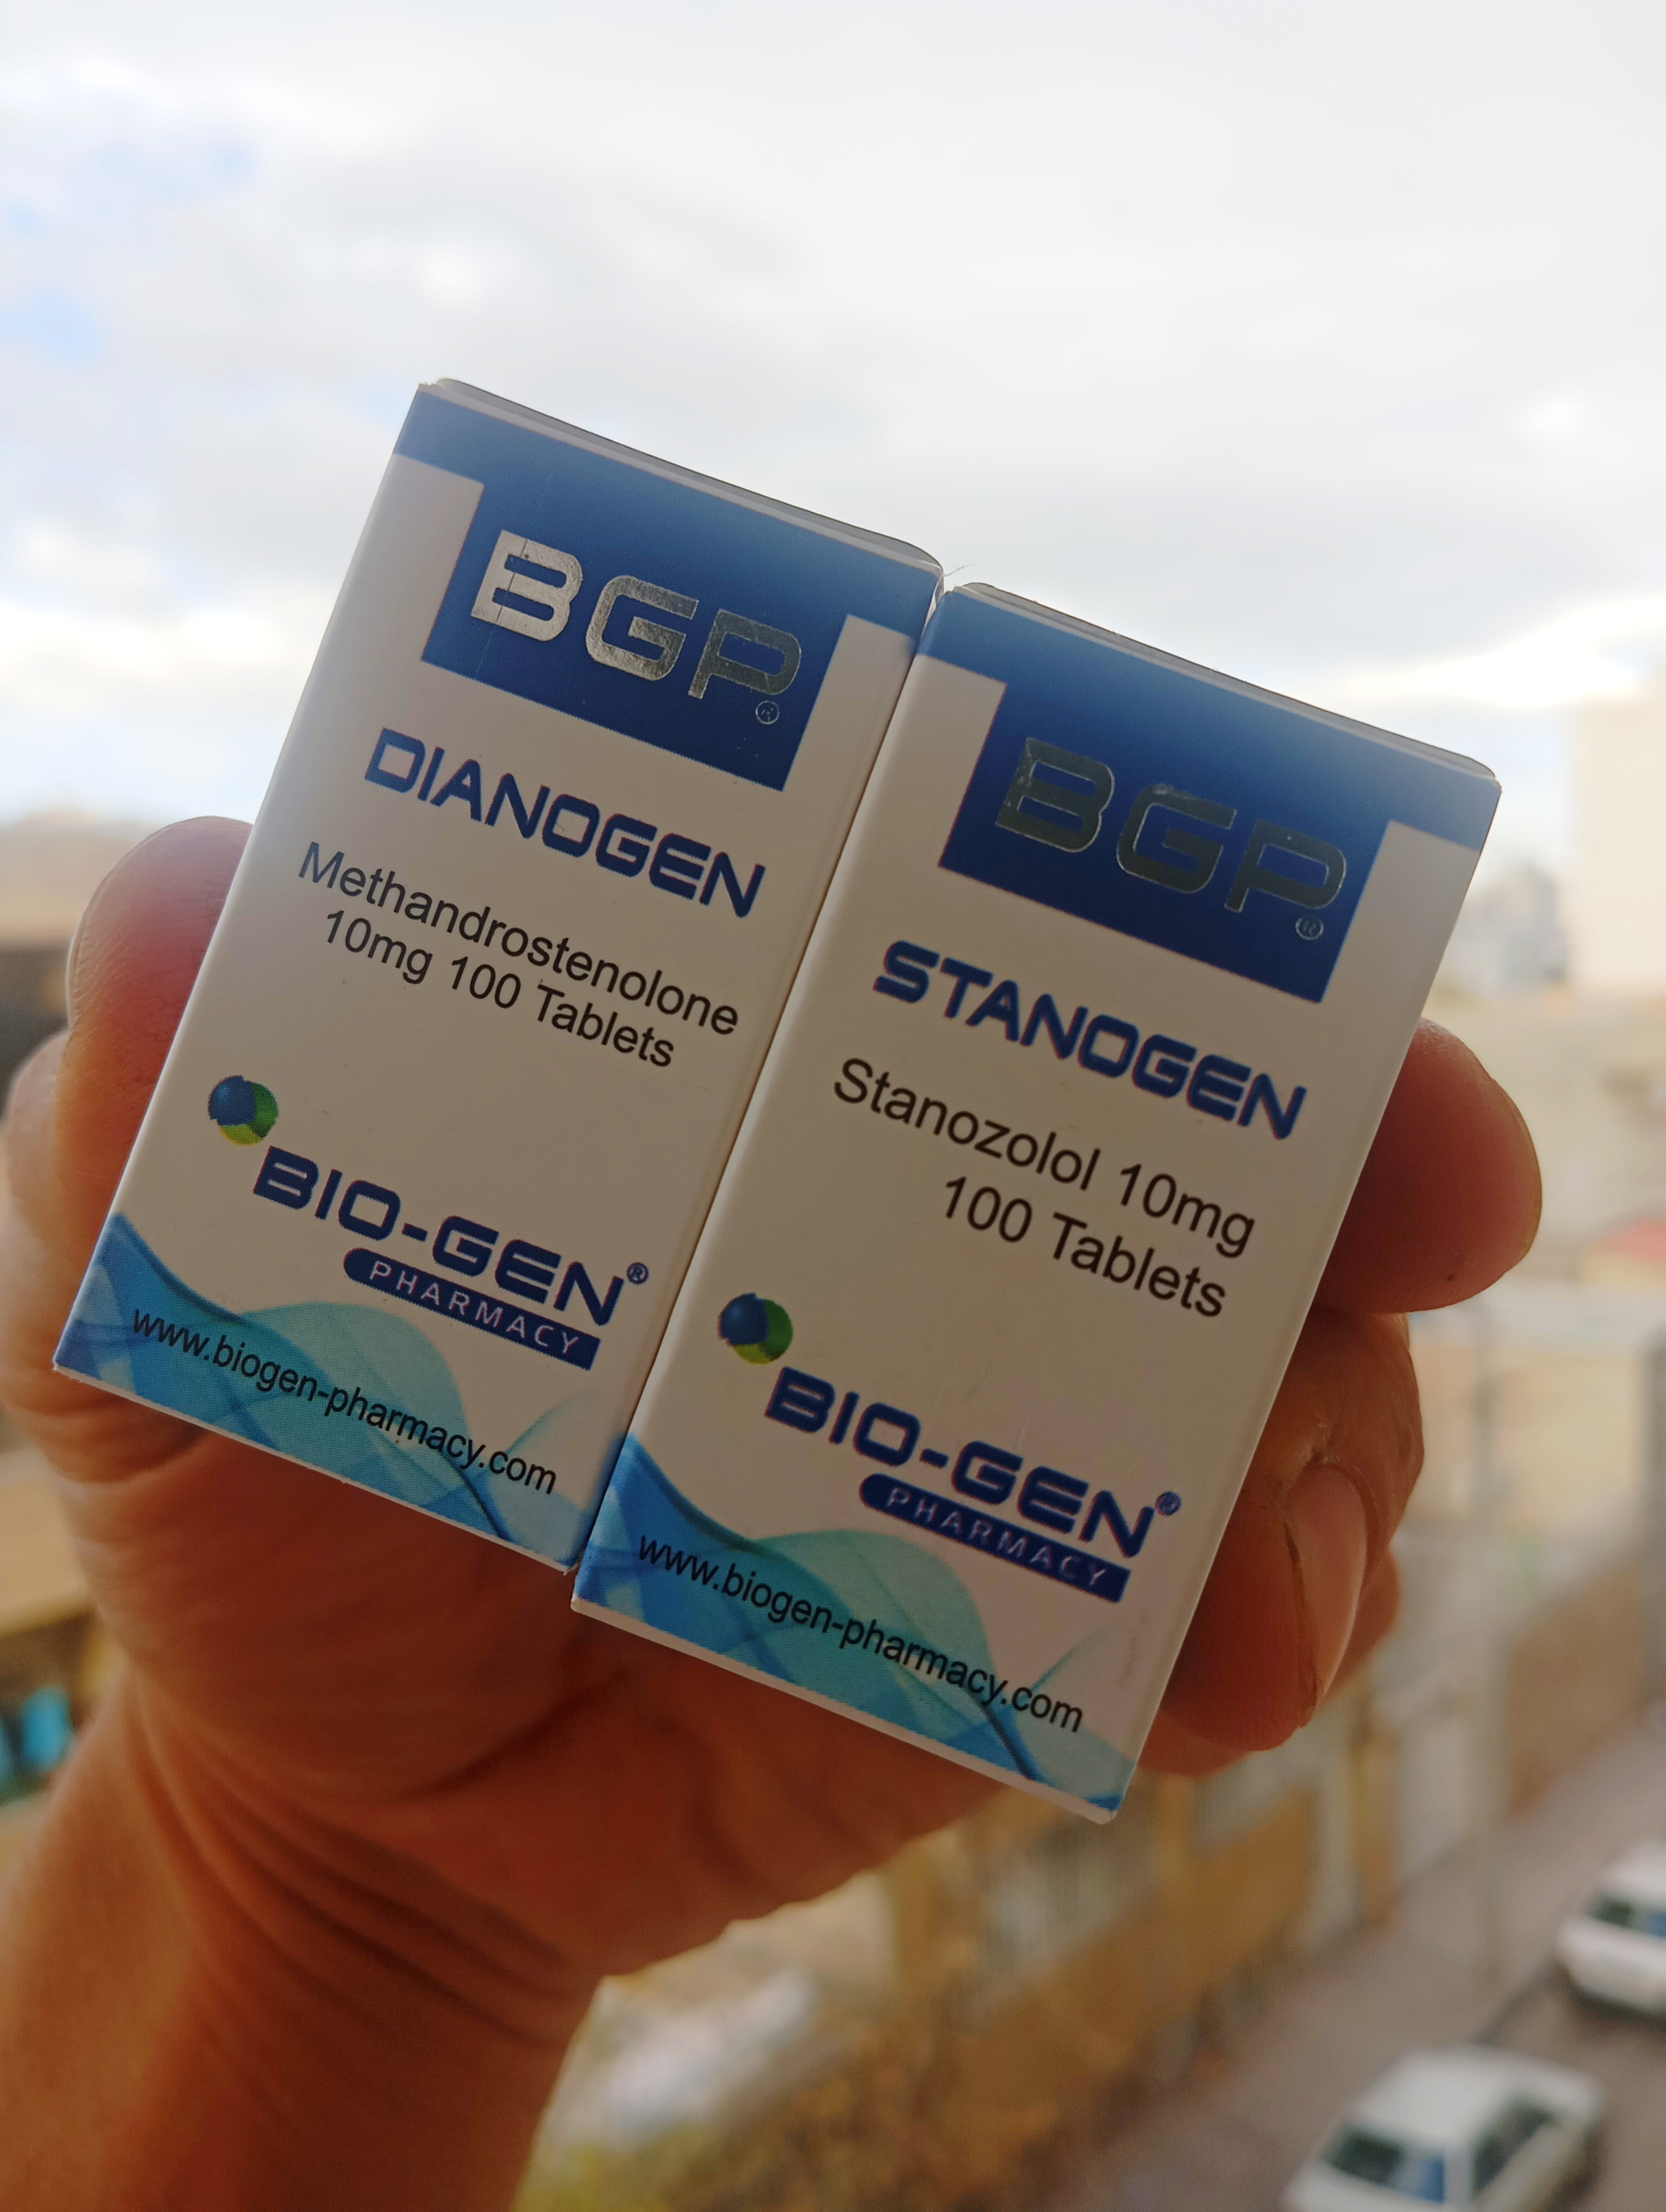 BGP®
DIANOGEN
Methandrostenolone
10mg 100 Tablets
BIO-GEN®
PHARMACY
www.biogen-pharmacy.com
BGP®
STANOGEN
Stanozolol 10mg
100 Tablets
BIO-GEN®
PHARMACY
www.biogen-pharmacy.com